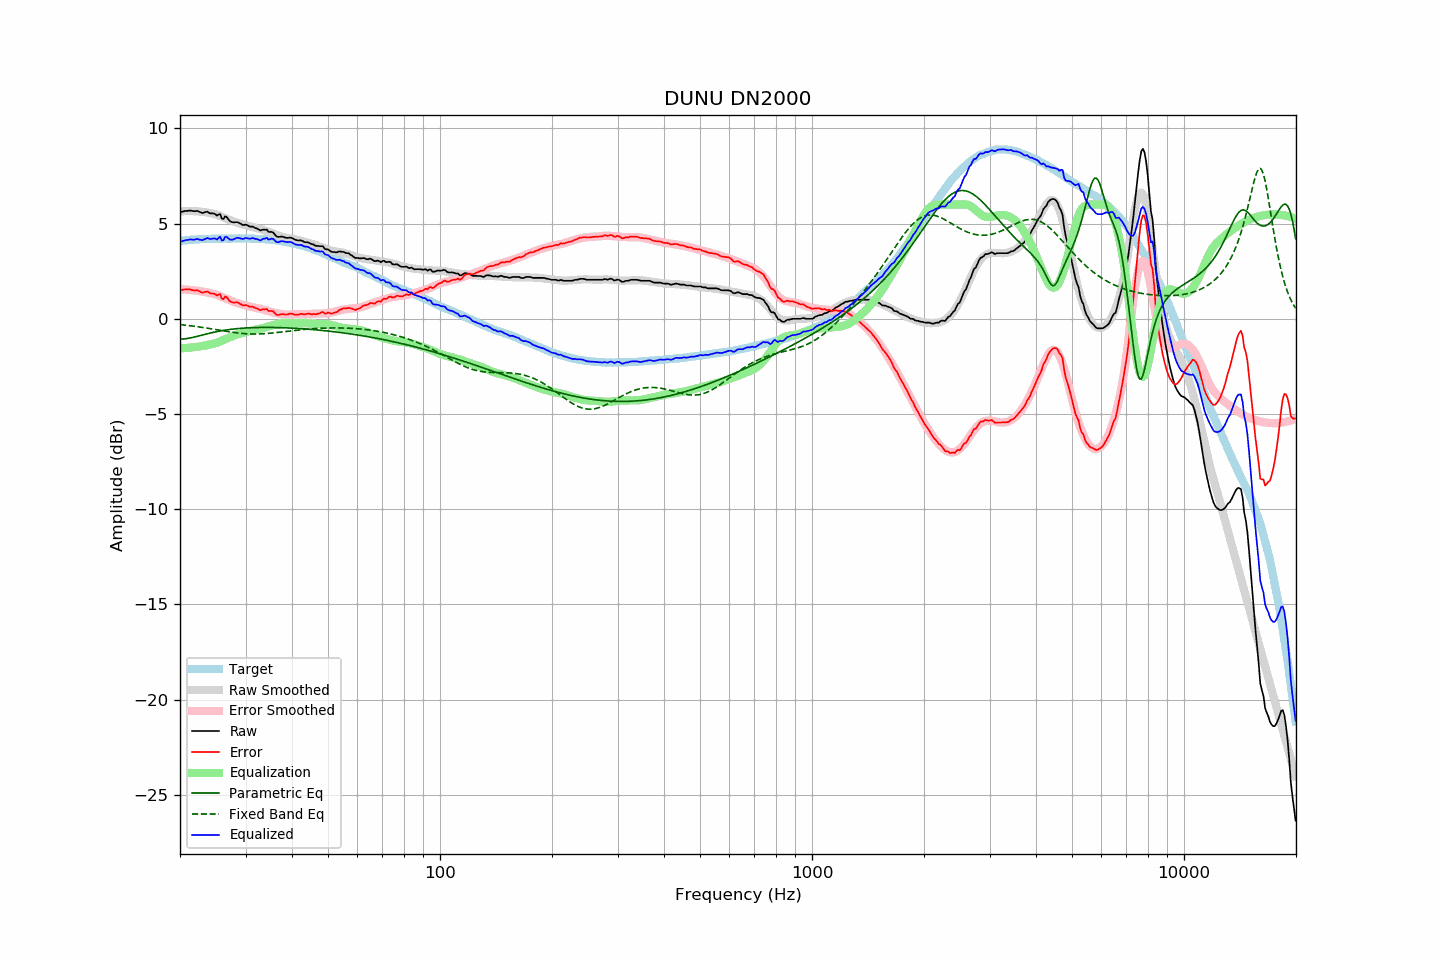 DUNU DN2000
10
5
0
−5
−10
−15
−20
−25
Amplitude (dBr)
Target
Raw Smoothed
Error Smoothed
Raw
Error
Equalization
Parametric Eq
Fixed Band Eq
Equalized
100
1000
10000
Frequency (Hz)